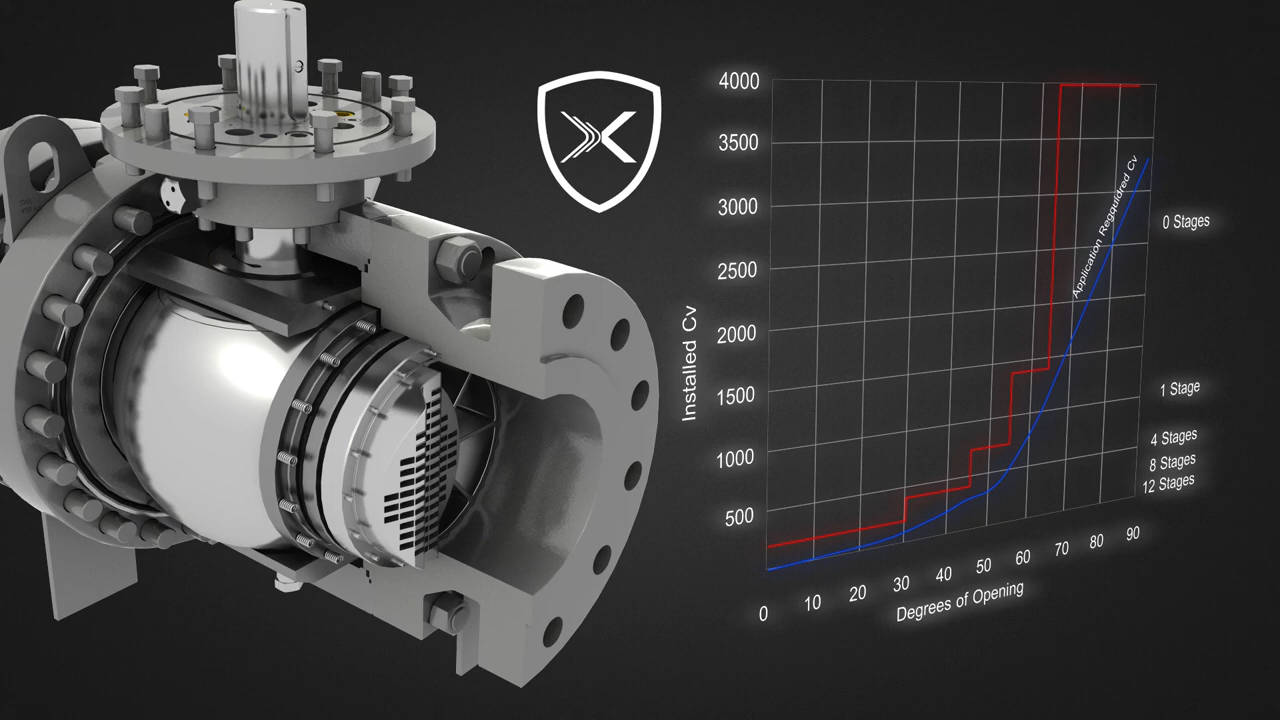 4000
3500
3000
2500
2000
1500
1000
500
Installed Cv
0
10
20
30
40
50
60
70
80
90
Degrees of Opening
Application Regquidred Cv
0 Stages
1 Stage
4 Stages
8 Stages
12 Stages